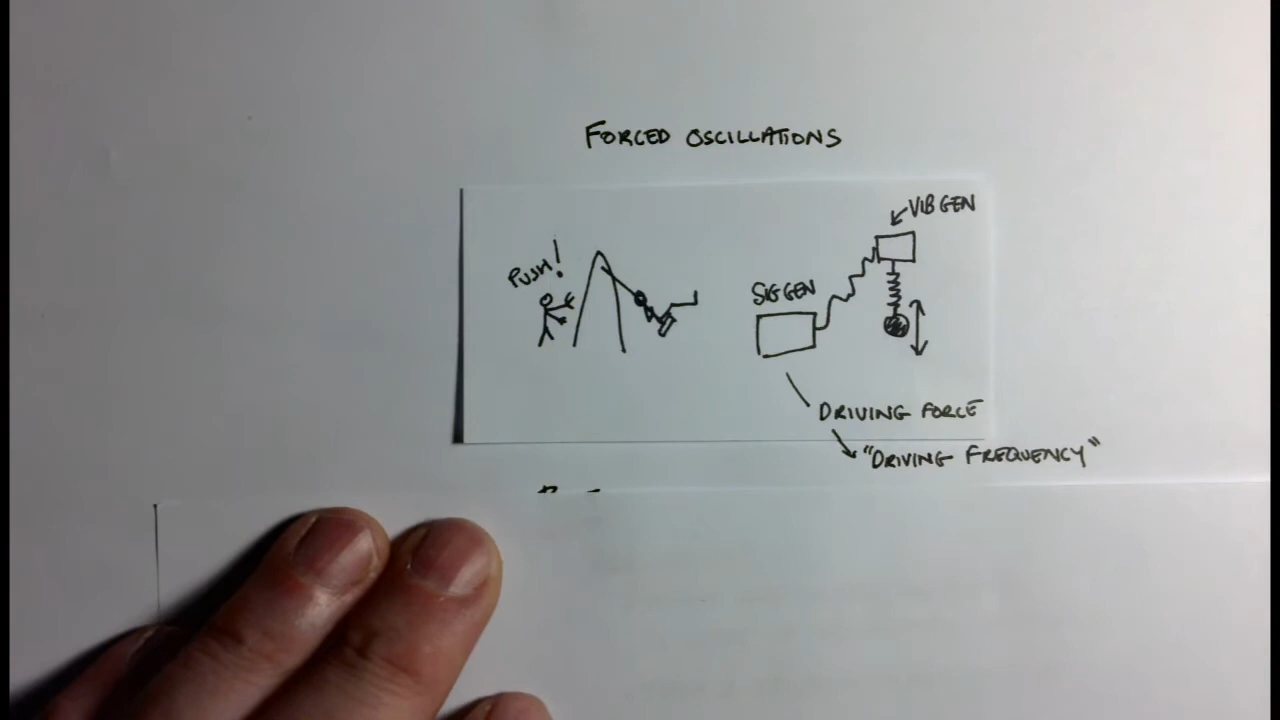 FORCED OSCILLATIONS
PUSH!
VIB GEN
SIG GEN
DRIVING FORCE
"DRIVING FREQUENCY"